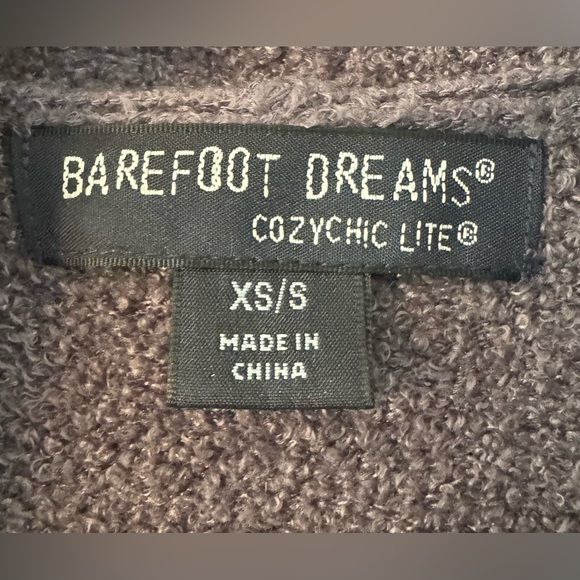 BAREFOOT DREAMS®
COZYCHIC LITE®
XS/S
MADE IN
CHINA